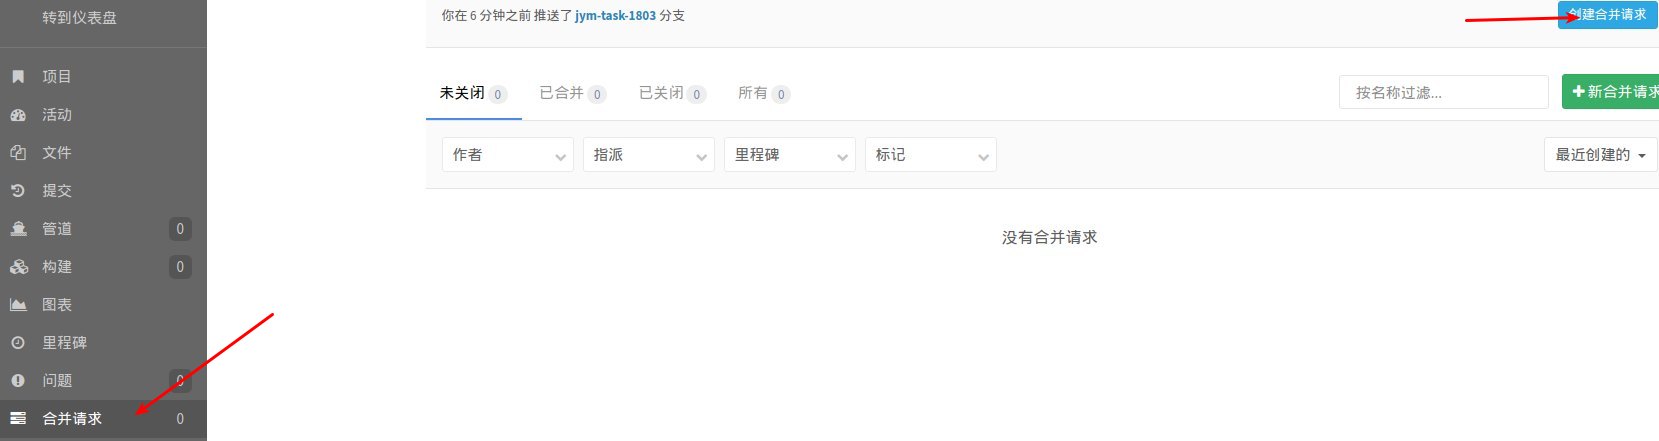 转到仪表盘
项目
活动
文件
提交
管道 0
构建 0
图表
里程碑
问题 0
合并请求 0
你在 6 分钟之前 推送了 jym-task-1803 分支
创建合并请求
未关闭 0 已合并 0 已关闭 0 所有 0
按名称过滤...
新合并请求
作者 指派 里程碑 标记
最近创建的
没有合并请求